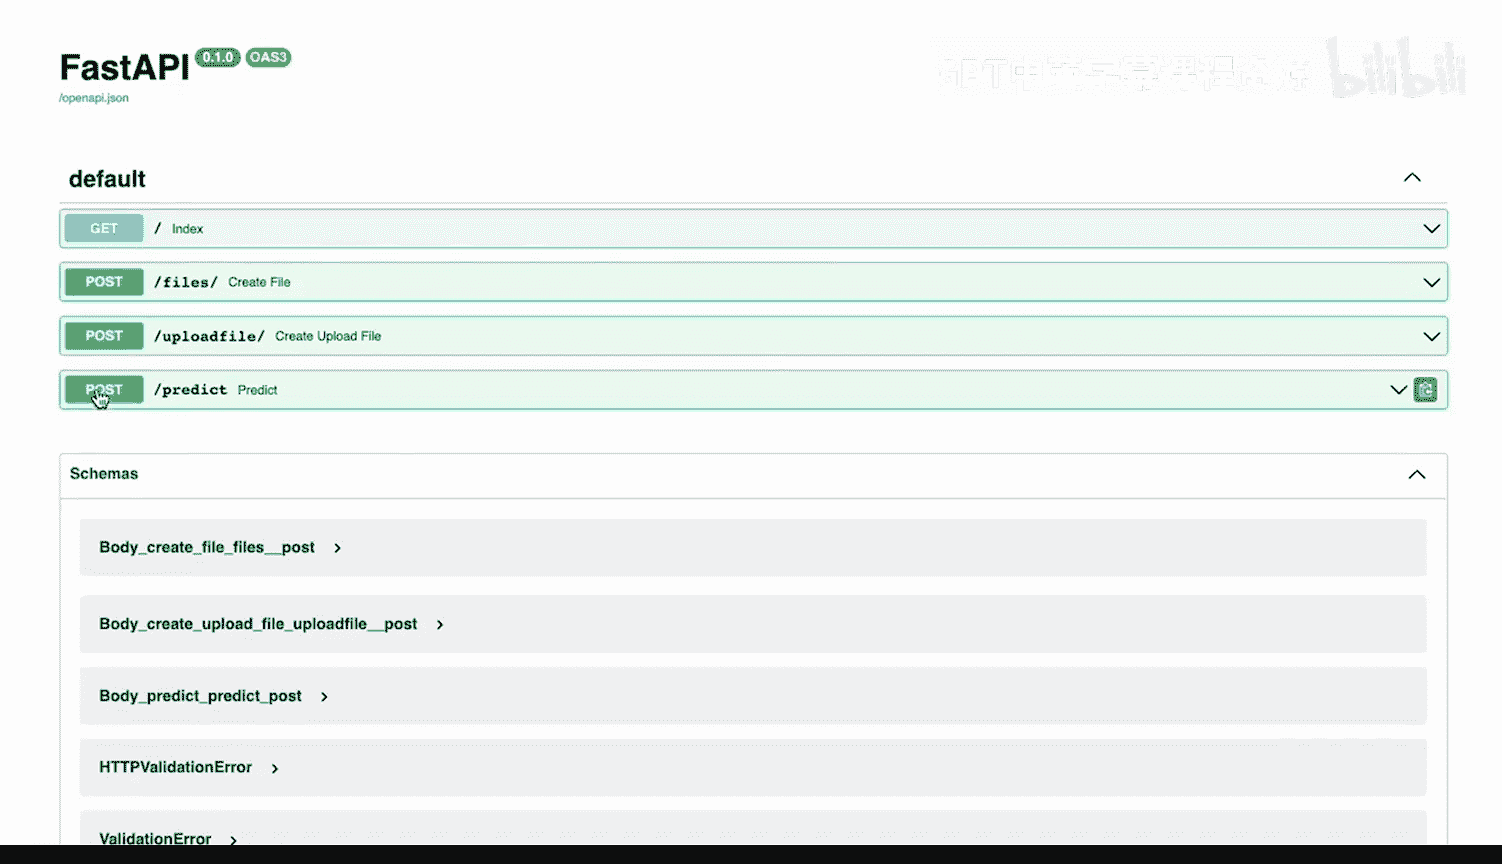 FastAPI 0.1.0 OAS3
/openapi.json
bilibili
default
GET / Index
POST /files/ Create File
POST /uploadfile/ Create Upload File
POST /predict Predict
Schemas
Body_create_file_files__post
Body_create_upload_file_uploadfile__post
Body_predict_predict_post
HTTPValidationError
ValidationError